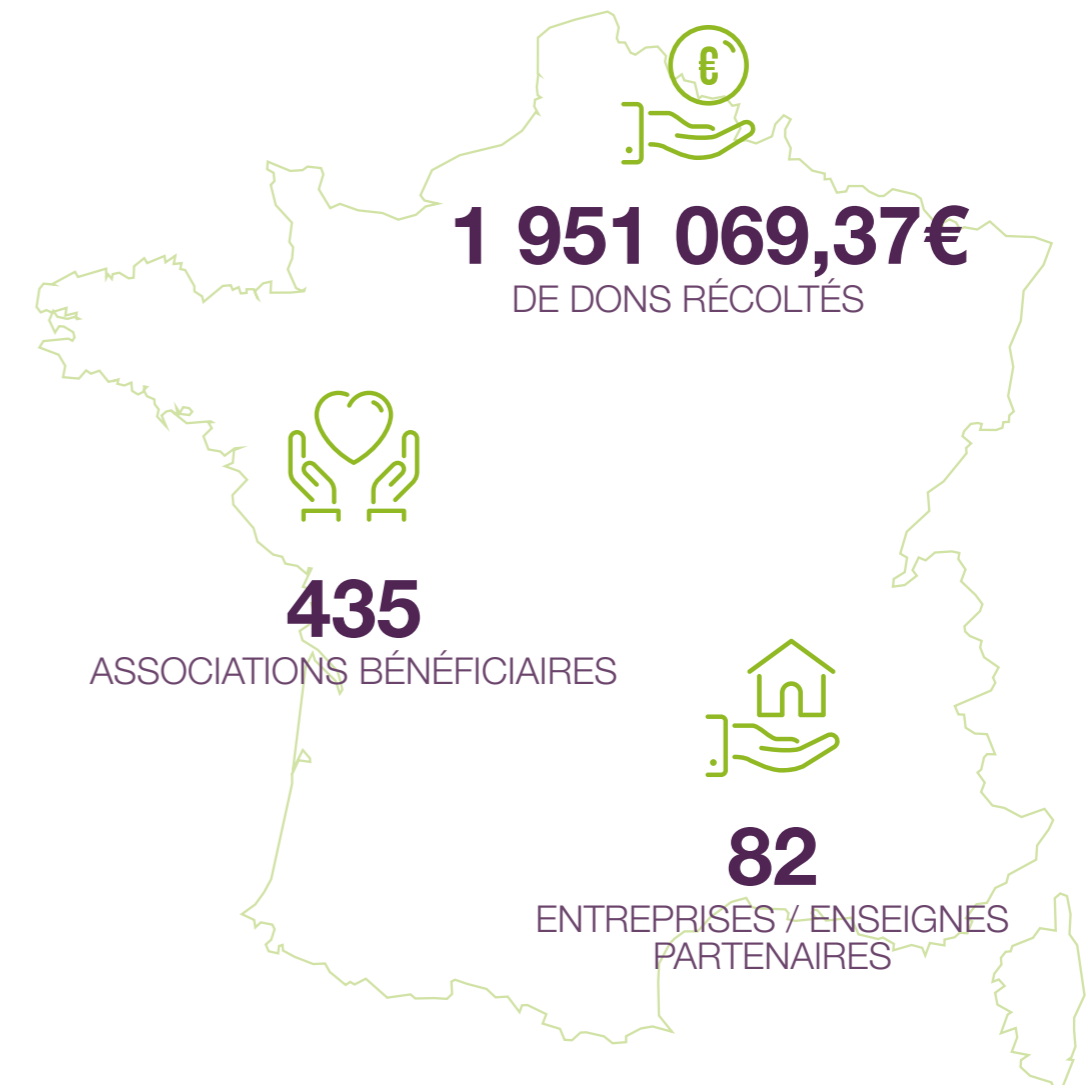 €
1 951 069,37€
DE DONS RÉCOLTÉS
435
ASSOCIATIONS BÉNÉFICIAIRES
82
ENTREPRISES / ENSEIGNES
PARTENAIRES